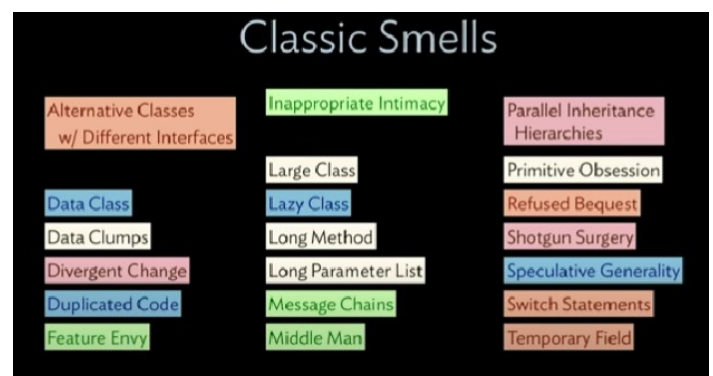 Classic Smells
Alternative Classes
w/ Different Interfaces
Data Class
Data Clumps
Divergent Change
Duplicated Code
Feature Envy
Inappropriate Intimacy
Large Class
Lazy Class
Long Method
Long Parameter List
Message Chains
Middle Man
Parallel Inheritance
Hierarchies
Primitive Obsession
Refused Bequest
Shotgun Surgery
Speculative Generality
Switch Statements
Temporary Field